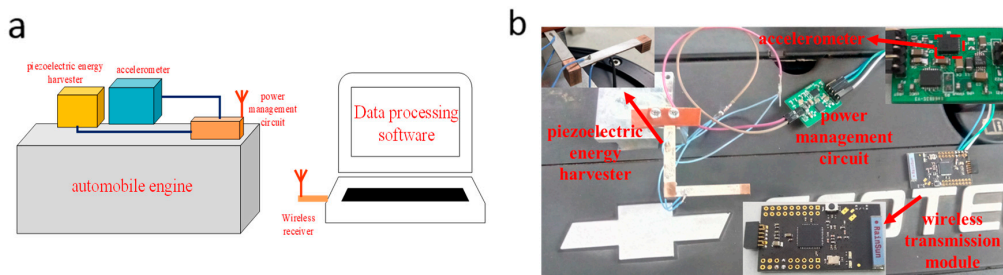 a
piezoelectric energy
harvester
accelerometer
power
management
circuit
automobile engine
Data processing
software
Wireless
receiver
b
accelerometer
piezoelectric
energy
harvester
power
management
circuit
RainSun
wireless
transmission
module